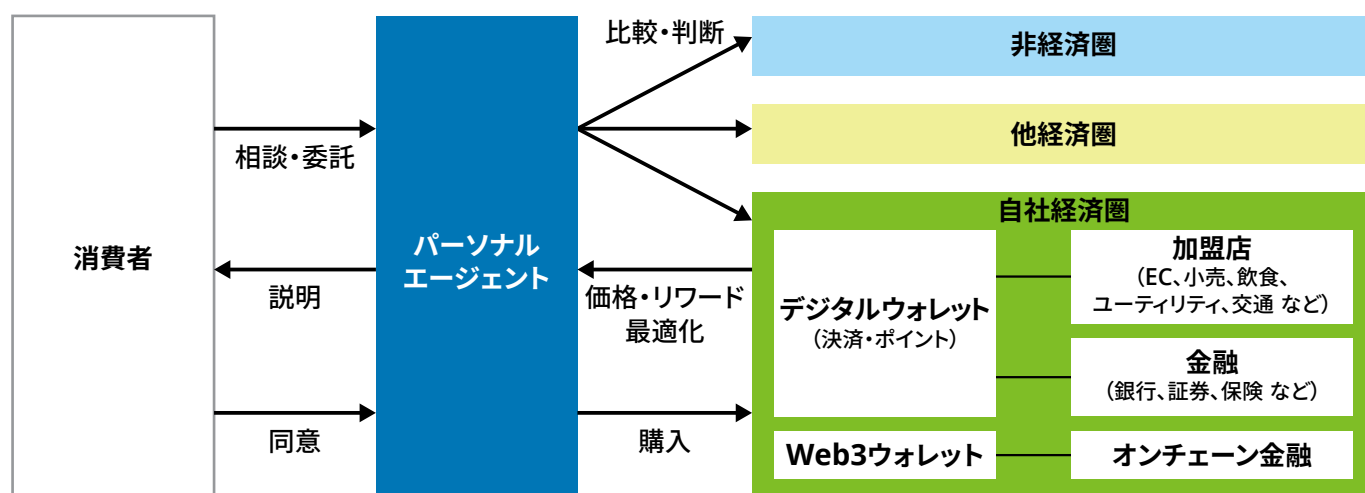 消費者
相談・委託
説明
同意
パーソナル
エージェント
比較・判断
価格・リワード
最適化
購入
非経済圏
他経済圏
自社経済圏
デジタルウォレット
（決済・ポイント）
加盟店
（EC、小売、飲食、
ユーティリティ、交通 など）
金融
（銀行、証券、保険 など）
Web3ウォレット
オンチェーン金融